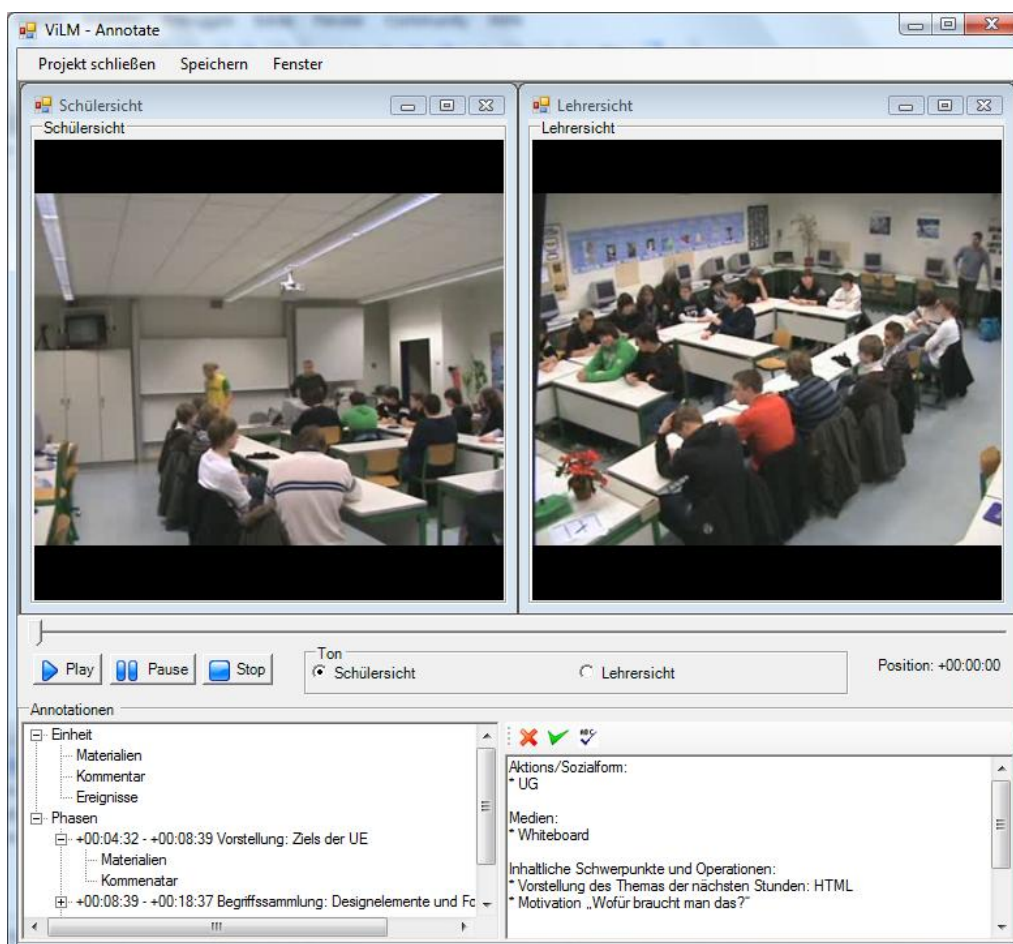 ViLM - Annotate
Projekt schließen Speichern Fenster
Schülersicht
Schülersicht
Lehrersicht
Lehrersicht
Play Pause Stop
Ton
Schülersicht Lehrersicht
Position: +00:00:00
Annotationen
Einheit
Materialien
Kommentar
Ereignisse
Phasen
+00:04:32 - +00:08:39 Vorstellung: Ziels der UE
Materialien
Kommenatar
+00:08:39 - +00:18:37 Begriffssammlung: Designelemente und Fo
ABC
Aktions/Sozialform:
* UG
Medien:
* Whiteboard
Inhaltliche Schwerpunkte und Operationen:
* Vorstellung des Themas der nächsten Stunden: HTML
* Motivation „Wofür braucht man das?"